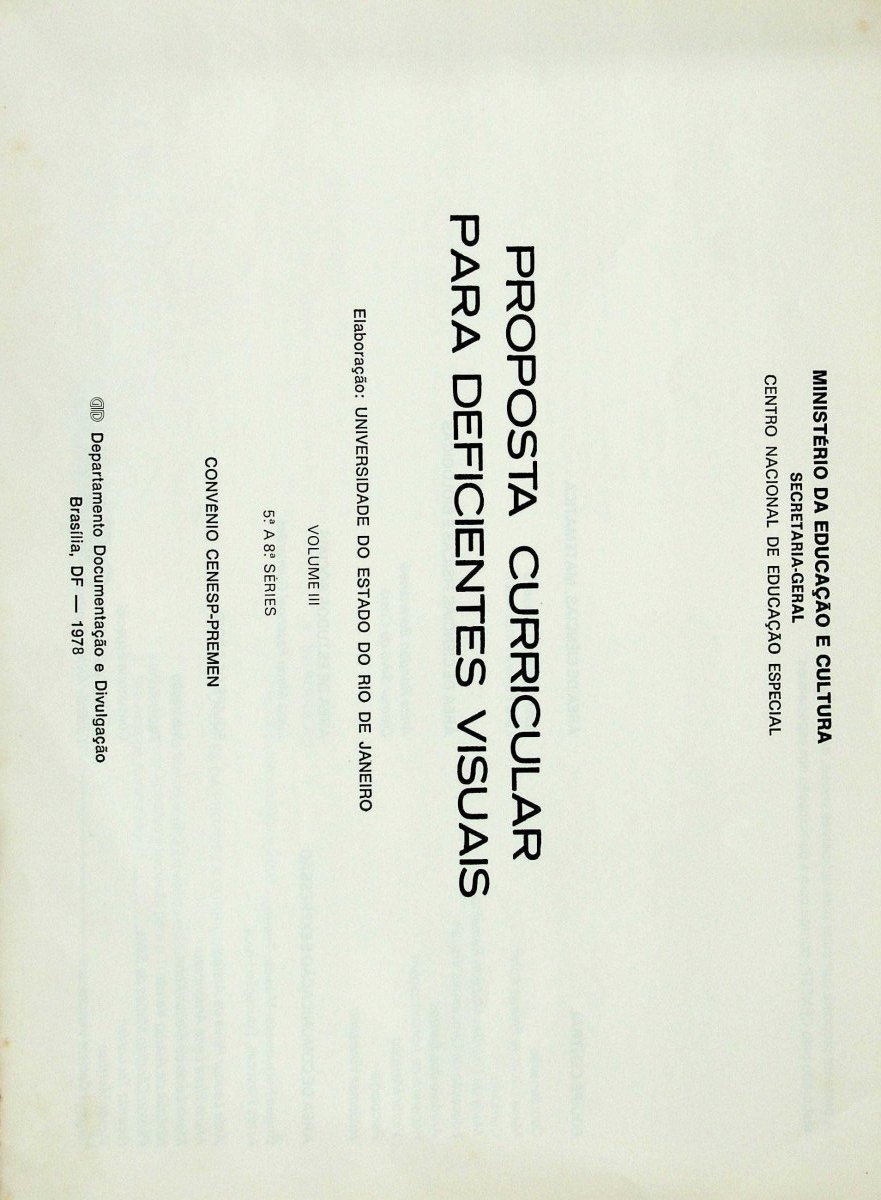 MINISTÉRIO DA EDUCAÇÃO E CULTURA
SECRETARIA-GERAL
CENTRO NACIONAL DE EDUCAÇÃO ESPECIAL
PROPOSTA CURRICULAR
PARA DEFICIENTES VISUAIS
Elaboração: UNIVERSIDADE DO ESTADO DO RIO DE JANEIRO
VOLUME III
5.ª A 8ª SÉRIES
CONVÊNIO CENESP-PREMEN
Departamento Documentação e Divulgação
Brasília, DF — 1978